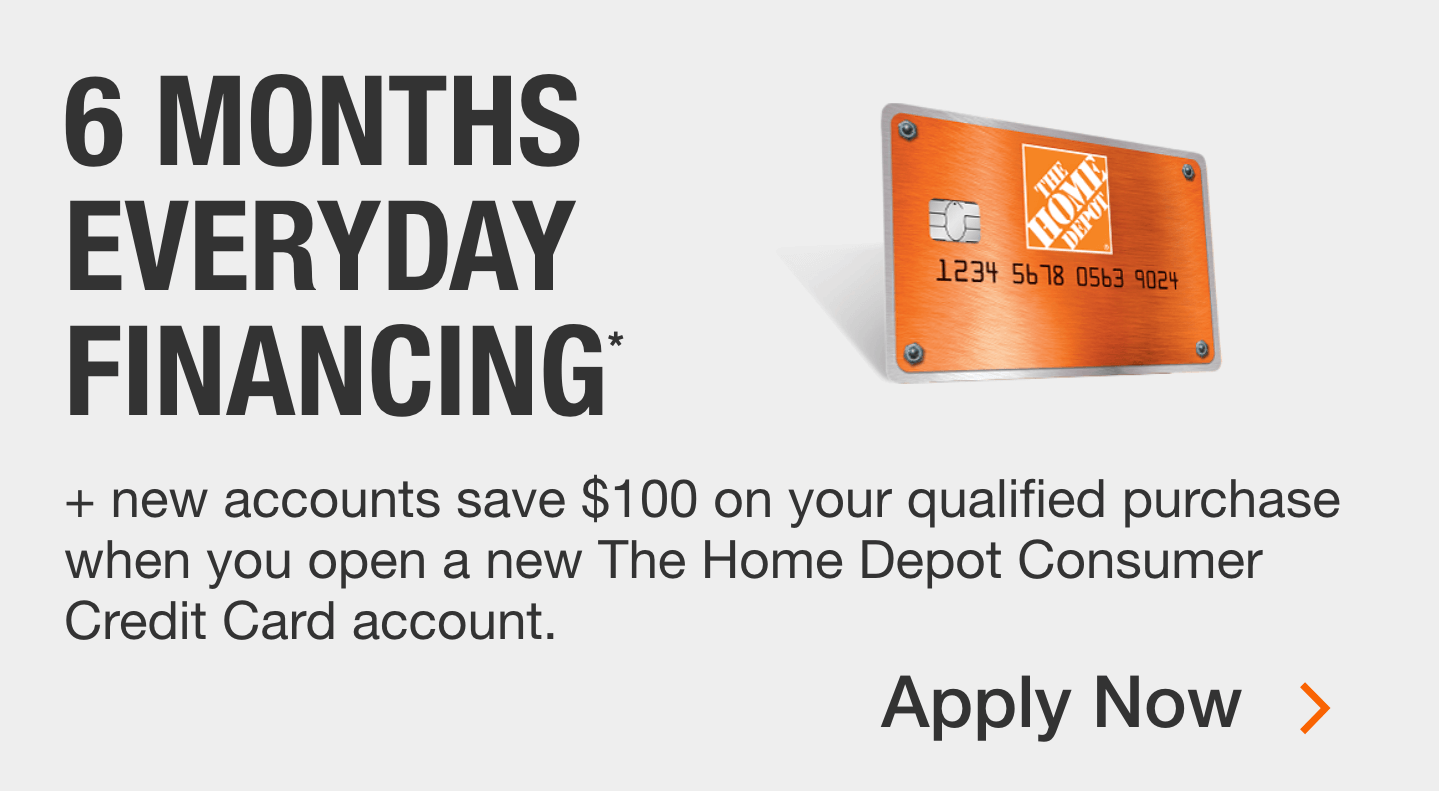 6 MONTHS
EVERYDAY
FINANCING*
THE
HOME
DEPOT
®
1234 5678 0563 9024
+ new accounts save $100 on your qualified purchase
when you open a new The Home Depot Consumer
Credit Card account.
Apply Now